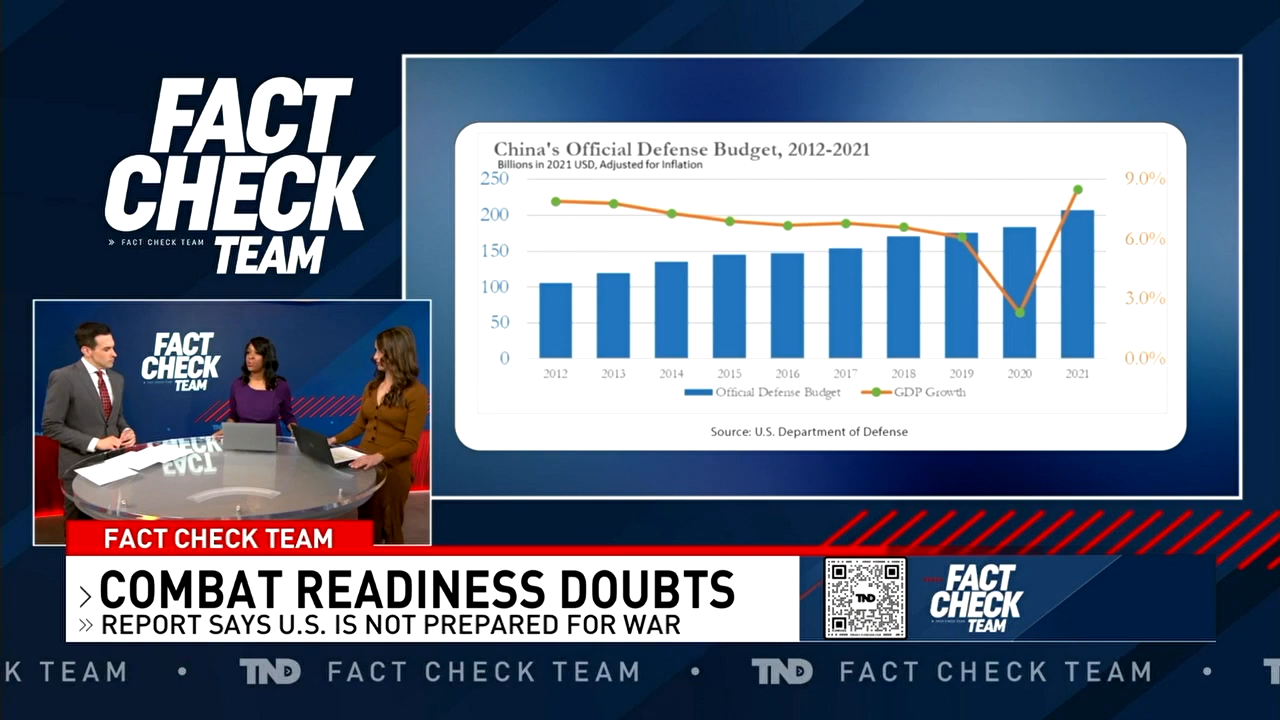 FACT
CHECK
» FACT CHECK TEAM
TEAM
China's Official Defense Budget, 2012-2021
Billions in 2021 USD, Adjusted for Inflation
250
200
150
100
50
0
9.0%
6.0%
3.0%
0.0%
2012 2013 2014 2015 2016 2017 2018 2019 2020 2021
Official Defense Budget GDP Growth
Source: U.S. Department of Defense
FACT
CHECK
TEAM
CHECK
FACT
FACT CHECK TEAM
COMBAT READINESS DOUBTS
REPORT SAYS U.S. IS NOT PREPARED FOR WAR
TND
FACT
CHECK
TEAM
K TEAM • TND FACT CHECK TEAM • TND FACT CHECK TEAM •